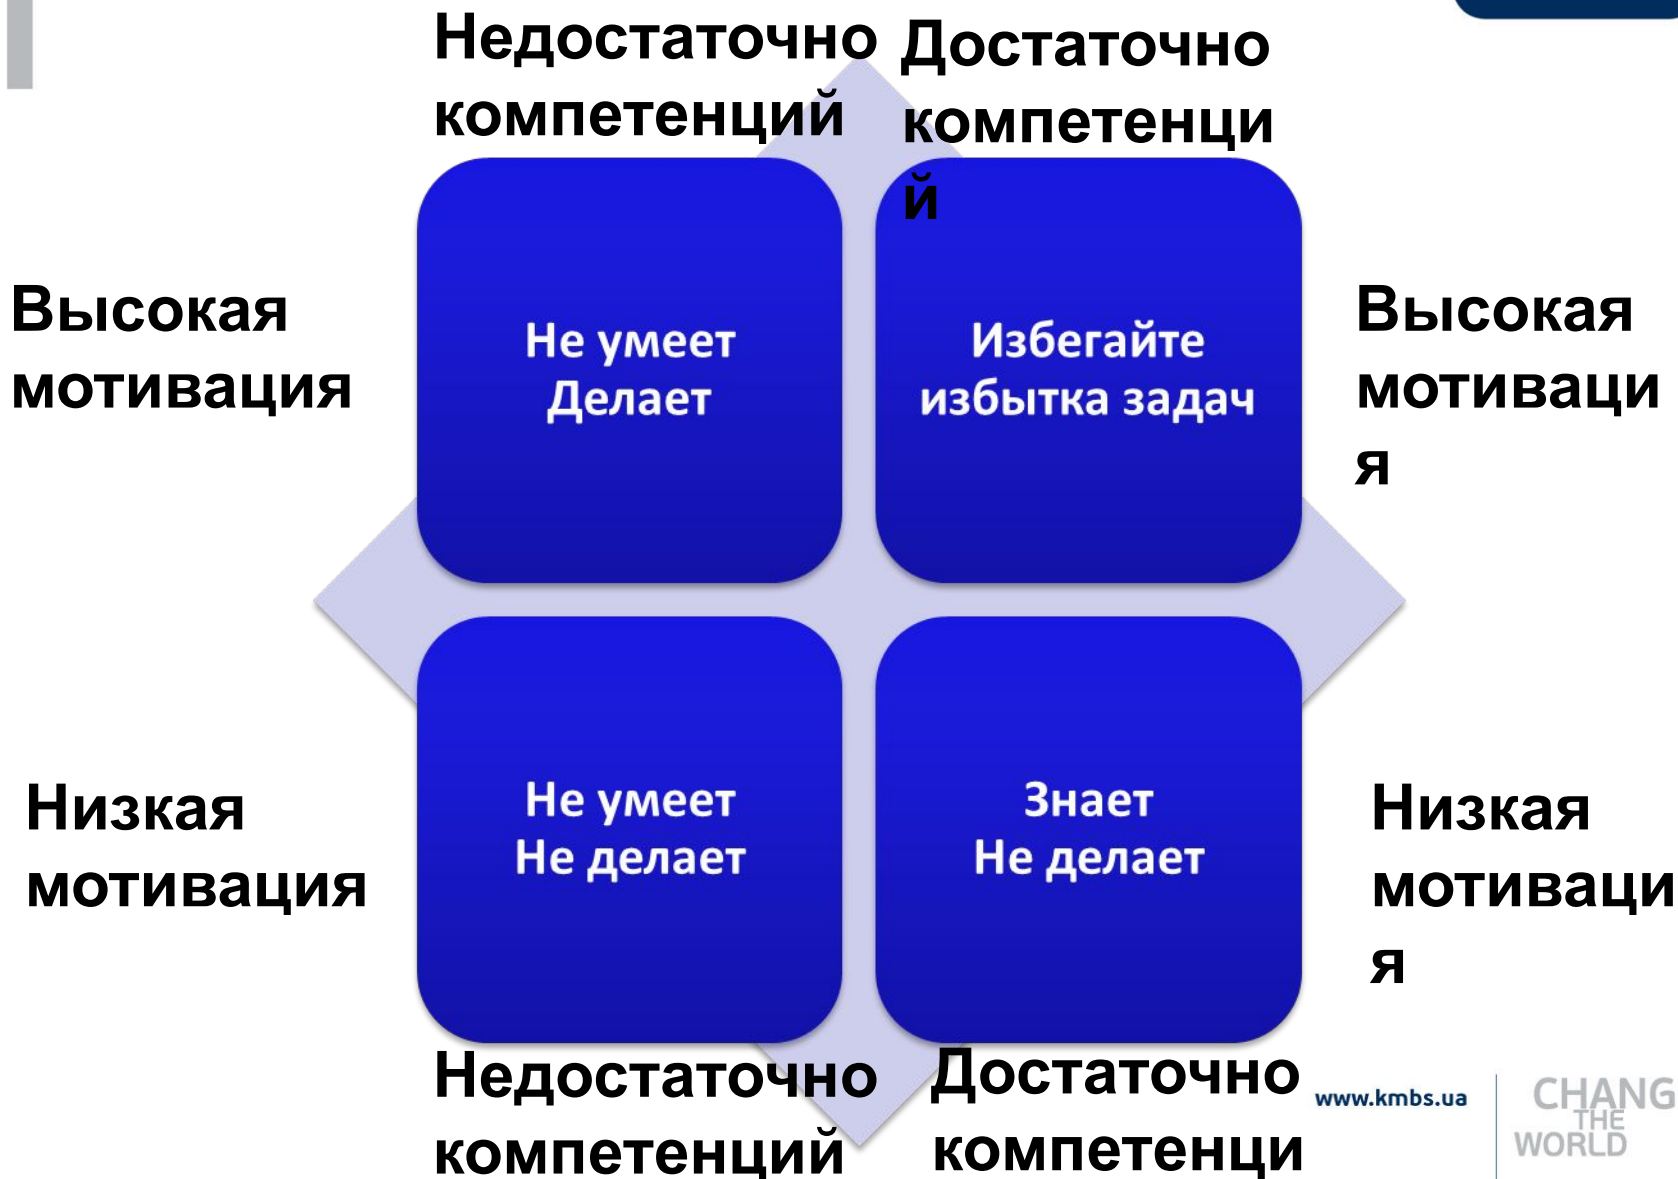 Недостаточно
компетенций
Достаточно
компетенци
й
Высокая
мотивация
Не умеет
Делает
Избегайте
избытка задач
Высокая
мотиваци
я
Низкая
мотивация
Не умеет
Не делает
Знает
Не делает
Низкая
мотиваци
я
Недостаточно
компетенций
Достаточно
компетенци
www.kmbs.ua
CHANG
THE
WORLD